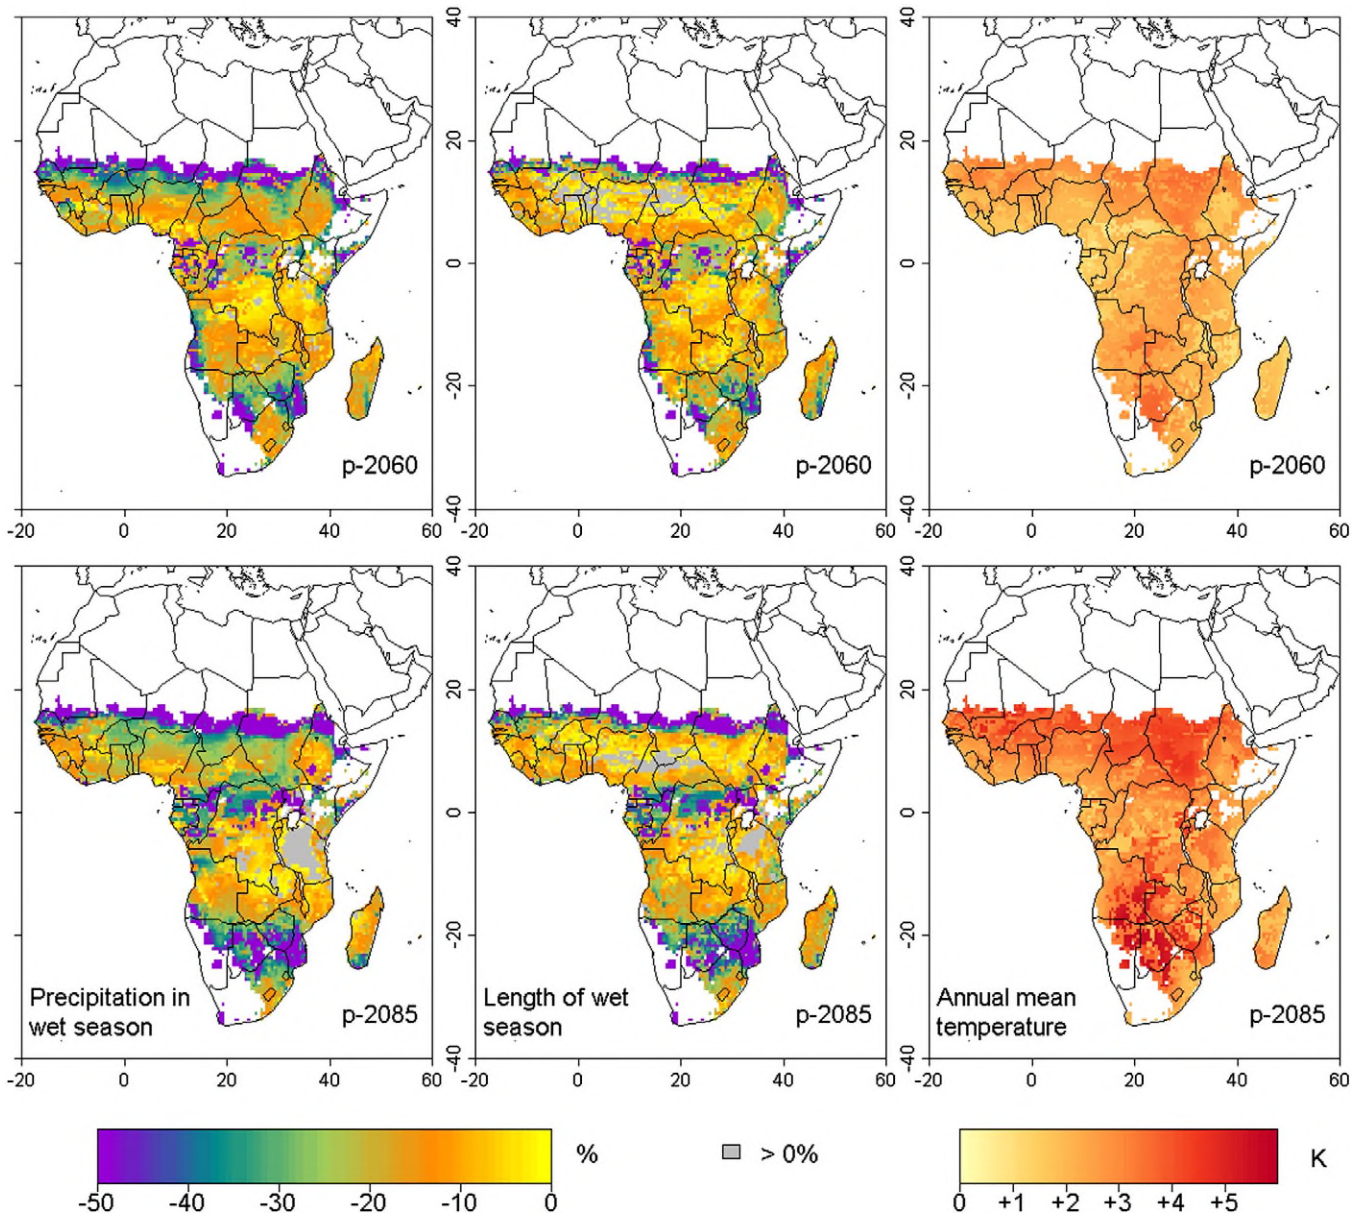 40
20
0
-20
-40
p-2060
p-2060
p-2060
-20 0 20 40 60
-20 0 20 40 60
-20 0 20 40 60
40
20
0
-20
-40
40
20
0
-20
-40
Precipitation in
wet season
p-2085
Length of wet
season
p-2085
Annual mean
temperature
p-2085
-20 0 20 40 60
-20 0 20 40 60
-20 0 20 40 60
40
20
0
-20
-40
%
-50 -40 -30 -20 -10 0
> 0%
K
0 +1 +2 +3 +4 +5